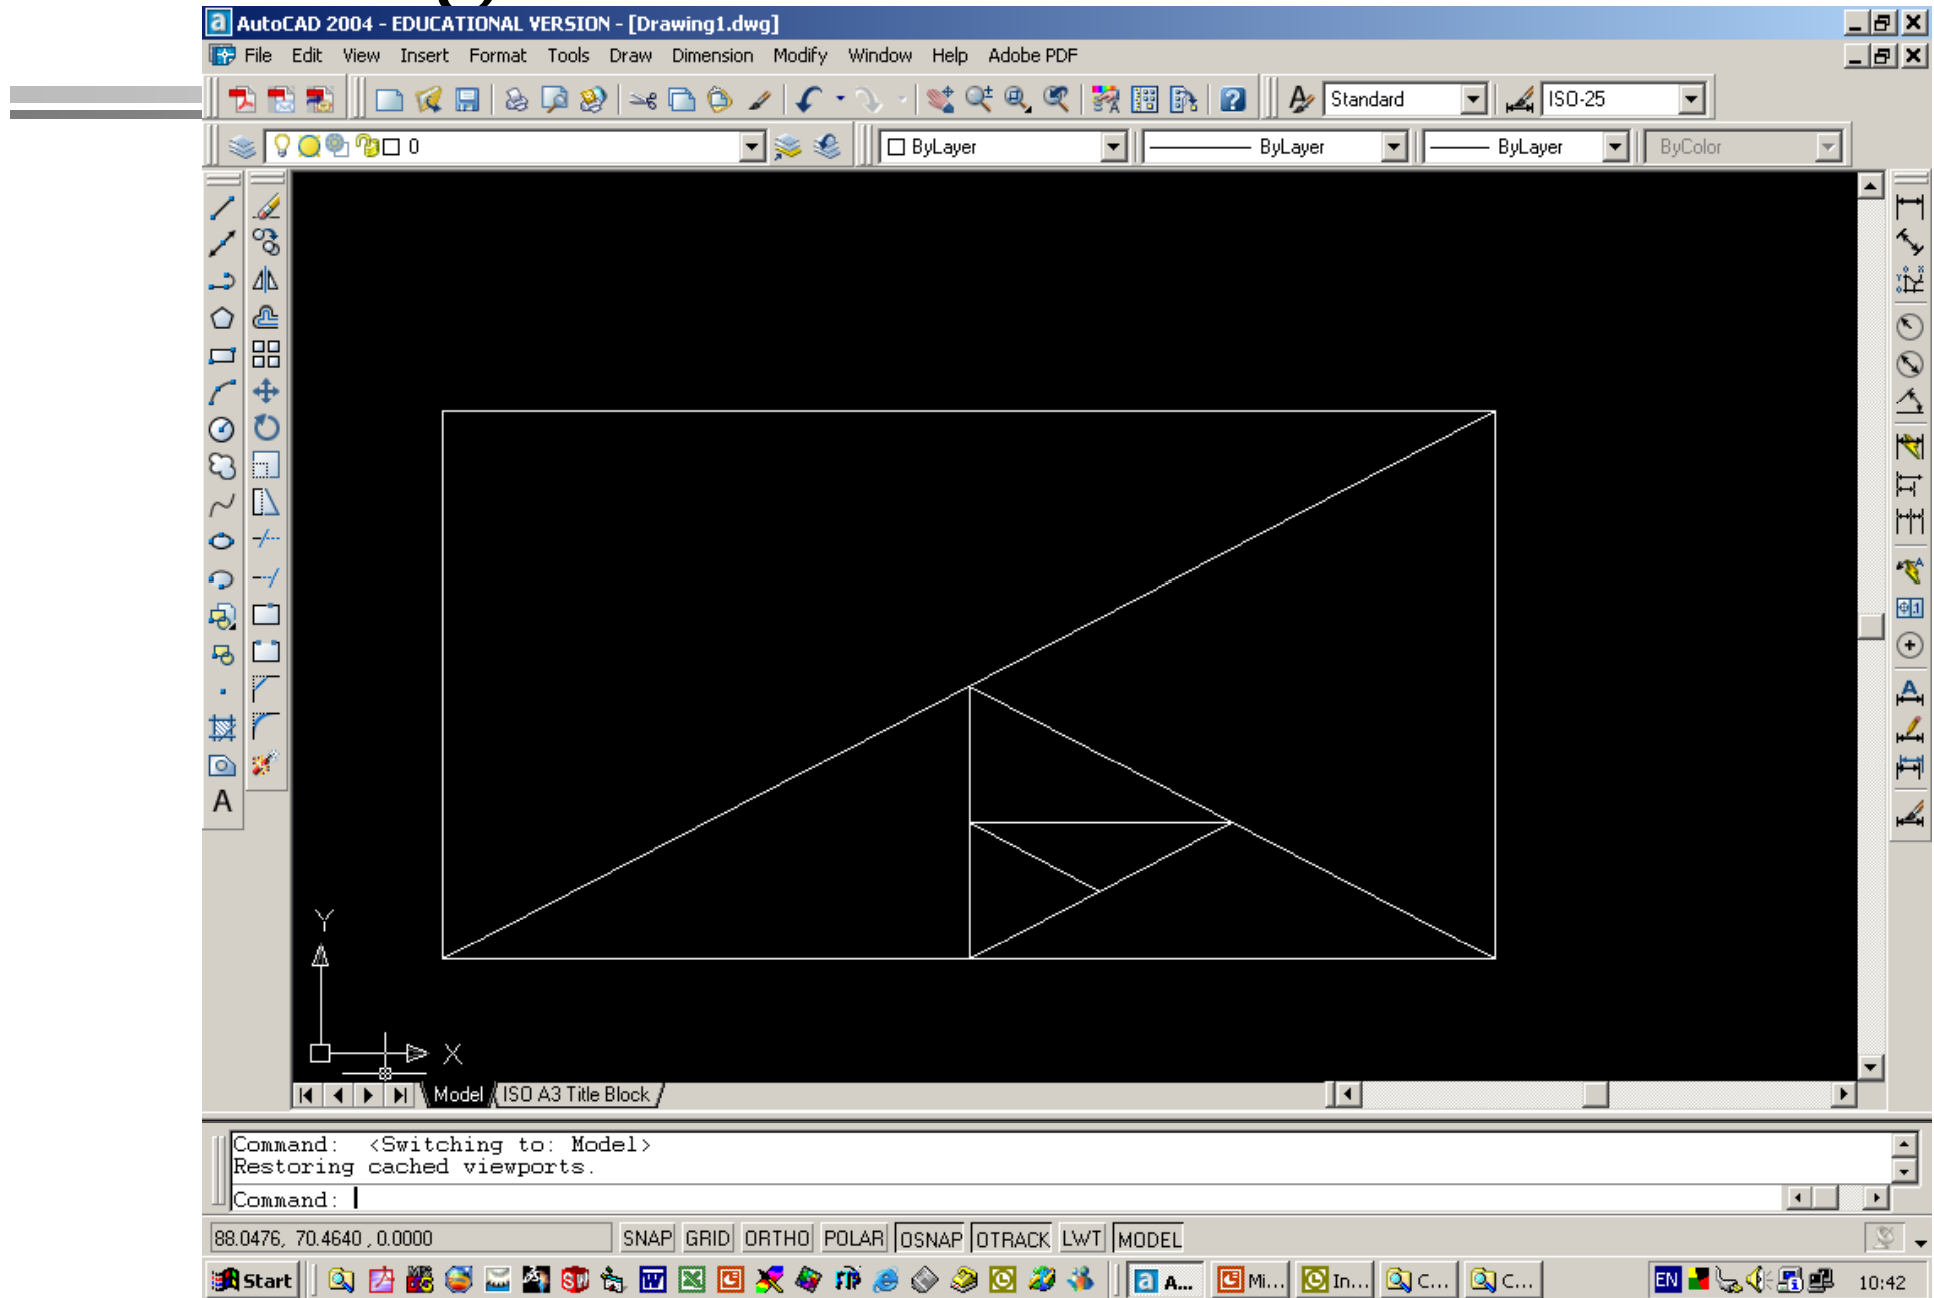 AutoCAD 2004 - EDUCATIONAL VERSION - [Drawing1.dwg]
File Edit View Insert Format Tools Draw Dimension Modify Window Help Adobe PDF
Standard ISO-25
0 ByLayer ByLayer ByLayer ByColor
A
Y
X
Model ISO A3 Title Block
Command: <Switching to: Model>
Restoring cached viewports.
Command:
88.0476, 70.4640 , 0.0000 SNAP GRID ORTHO POLAR OSNAP OTRACK LWT MODEL
Start A... Mi... In... C... C... EN 10:42